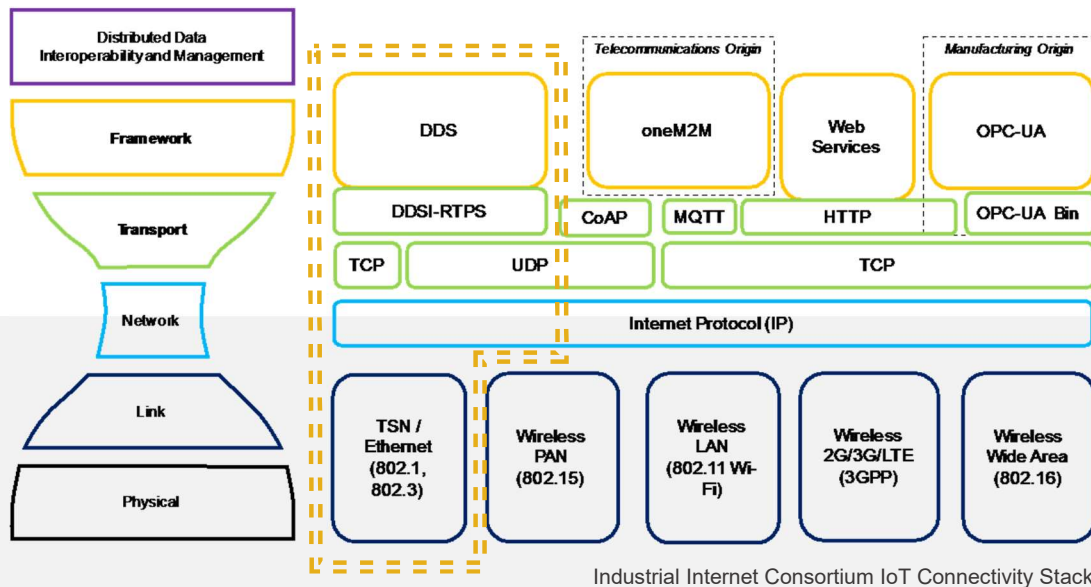 Distributed Data
Interoperability and Management
Framework
Transport
Network
Link
Physical
Telecommunications Origin
Manufacturing Origin
DDS
oneM2M
Web
Services
OPC-UA
DDSI-RTPS
CoAP
MQTT
HTTP
OPC-UA Bin
TCP
UDP
TCP
Internet Protocol (IP)
TSN /
Ethernet
(802.1,
802.3)
Wireless
PAN
(802.15)
Wireless
LAN
(802.11 Wi-
Fi)
Wireless
2G/3G/LTE
(3GPP)
Wireless
Wide Area
(802.16)
Industrial Internet Consortium IoT Connectivity Stack